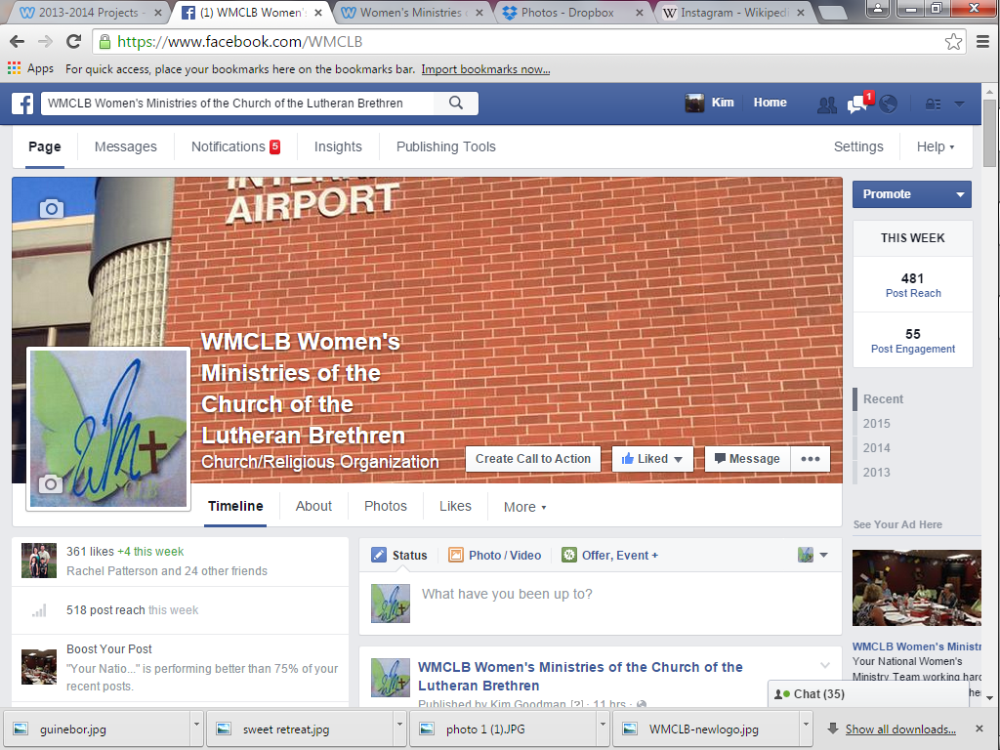 2013-2014 Projects -
(1) WMCLB Women's
Women's Ministries
Photos - Dropbox
Instagram - Wikiped
https://www.facebook.com/WMCLB
Apps For quick access, place your bookmarks here on the bookmarks bar. Import bookmarks now...
WMCLB Women's Ministries of the Church of the Lutheran Brethren
Kim Home 1
Page Messages Notifications 5 Insights Publishing Tools Settings Help
AIRPORT
Promote
THIS WEEK
481
Post Reach
55
Post Engagement
Recent
2015
2014
2013
WMCLB Women's
Ministries of the
Church of the
Lutheran Brethren
Church/Religious Organization
Create Call to Action Liked Message
Timeline About Photos Likes More
See Your Ad Here
361 likes +4 this week
Rachel Patterson and 24 other friends
518 post reach this week
Boost Your Post
"Your Natio..." is performing better than 75% of your
recent posts.
Status Photo / Video Offer, Event +
What have you been up to?
WMCLB Women's Ministries of the Church of the
Lutheran Brethren
Published by Kim Goodman [?] · 11 hrs ·
WMCLB Women's Ministr
Your National Women's
Ministry Team working hard
Chat (35)
guinebor.jpg
sweet retreat.jpg
photo 1 (1).JPG
WMCLB-newlogo.jpg
Show all downloads...